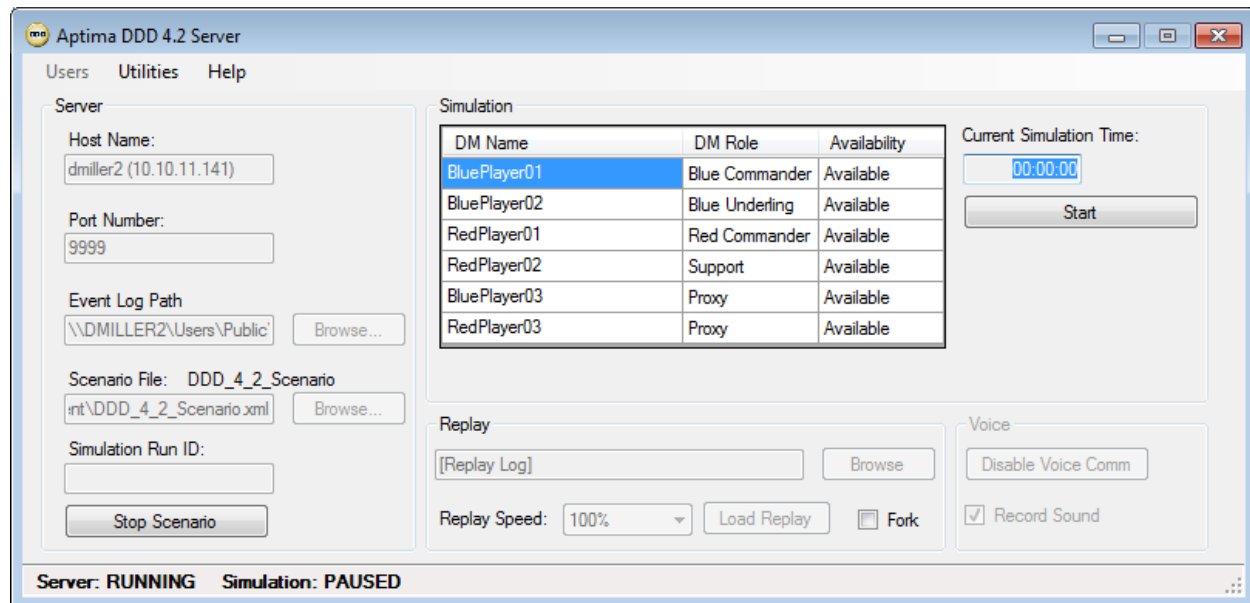 Aptima DDD 4.2 Server
Users Utilities Help
Server
Host Name:
dmiller2 (10.10.11.141)
Port Number:
9999
Event Log Path
\\DMILLER2\Users\Public\
Browse...
Scenario File: DDD_4_2_Scenario
nt\DDD_4_2_Scenario.xml
Browse...
Simulation Run ID:
Stop Scenario
Simulation
DM Name DM Role Availability
BluePlayer01 Blue Commander Available
BluePlayer02 Blue Underling Available
RedPlayer01 Red Commander Available
RedPlayer02 Support Available
BluePlayer03 Proxy Available
RedPlayer03 Proxy Available
Current Simulation Time:
00:00:00
Start
Replay
[Replay Log]
Browse
Replay Speed: 100% Load Replay Fork
Voice
Disable Voice Comm
Record Sound
Server: RUNNING Simulation: PAUSED